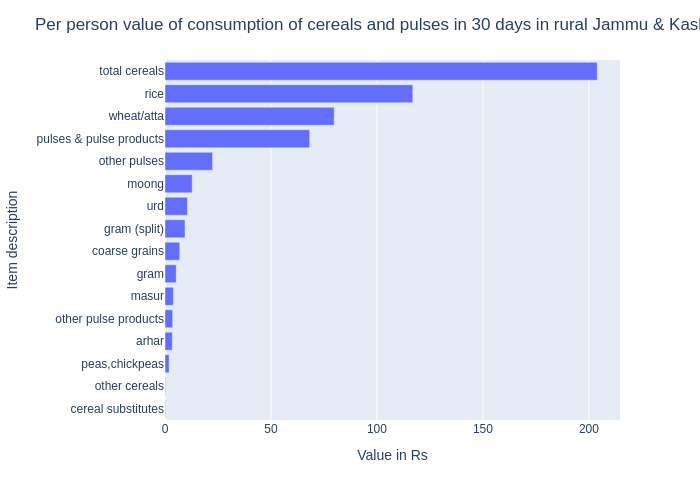 Per person value of consumption of cereals and pulses in 30 days in rural Jammu &
total cereals
rice
wheat/atta
pulses & pulse products
other pulses
moong
urd
gram (split)
coarse grains
gram
masur
other pulse products
arhar
peas,chickpeas
other cereals
cereal substitutes
Item description
0 50 100 150 200
Value in Rs